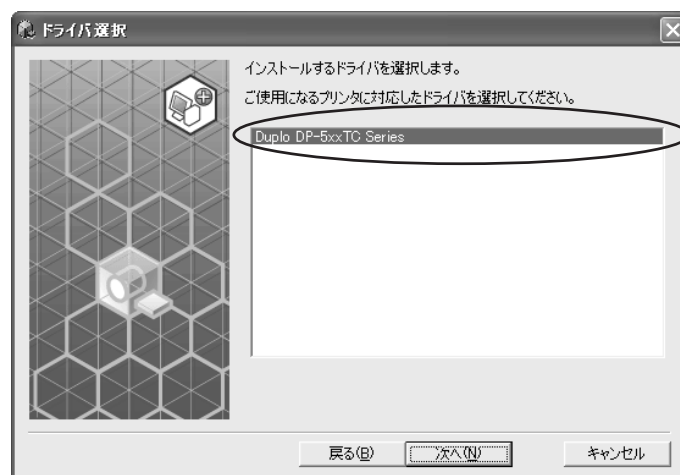 ドライバ選択
インストールするドライバを選択します。
ご使用になるプリンタに対応したドライバを選択してください。
Duplo DP-5xxTC Series
戻る(B)
次へ(N)
キャンセル